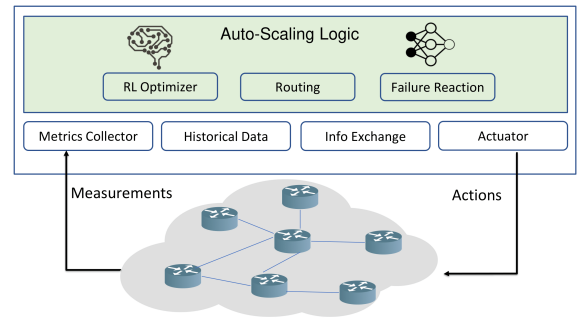 Auto-Scaling Logic
RL Optimizer
Routing
Failure Reaction
Metrics Collector
Historical Data
Info Exchange
Actuator
Measurements
Actions